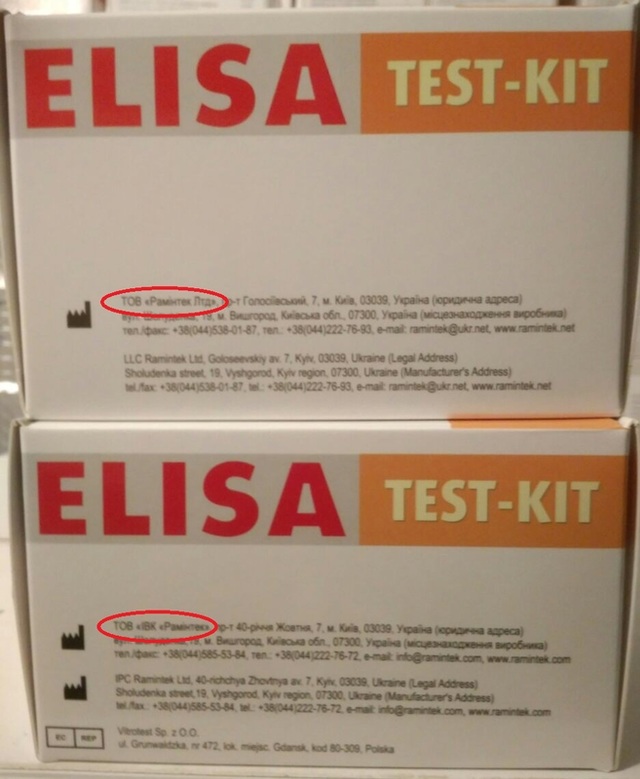 ELISA TEST-KIT
ТОВ «Рамінтек Лтд», пр-т Голосіївський, 7, м. Київ, 03039, Україна (юридична адреса)
вул. Шолуденка, 19, м. Вишгород, Київська обл., 07300, Україна (місцезнаходження виробника)
тел./факс: +38(044)538-01-87, тел.: +38(044)222-76-93, e-mail: ramintek@ukr.net, www.ramintek.net
LLC Ramintek Ltd, Goloseevskiy av. 7, Kyiv, 03039, Ukraine (Legal Address)
Sholudenka street, 19, Vyshgorod, Kyiv region, 07300, Ukraine (Manufacturer's Address)
tel./fax: +38(044)538-01-87, tel.: +38(044)222-76-93, e-mail: ramintek@ukr.net, www.ramintek.net
ELISA TEST-KIT
ТОВ «ІВК «Рамінтек» пр-т 40-річчя Жовтня, 7, м. Київ, 03039, Україна (юридична адреса)
вул. Шолуденка, 19, м. Вишгород, Київська обл., 07300, Україна (місцезнаходження виробника)
тел./факс: +38(044)585-53-84, тел.: +38(044)222-76-72, e-mail: info@ramintek.com, www.ramintek.com
IPC Ramintek Ltd, 40-richchya Zhovtnya av. 7, Kyiv, 03039, Ukraine (Legal Address)
Sholudenka street,19, Vyshgorod, Kyiv region, 07300, Ukraine (Manufacturer's Address)
tel./fax: +38(044)585-53-84, tel.: +38(044)222-76-72, e-mail: info@ramintek.com, www.ramintek.com
EC REP Vitrotest Sp. z O.O.
ul. Grunwaldzka, nr 472, lok. miejsc. Gdansk, kod 80-309, Polska